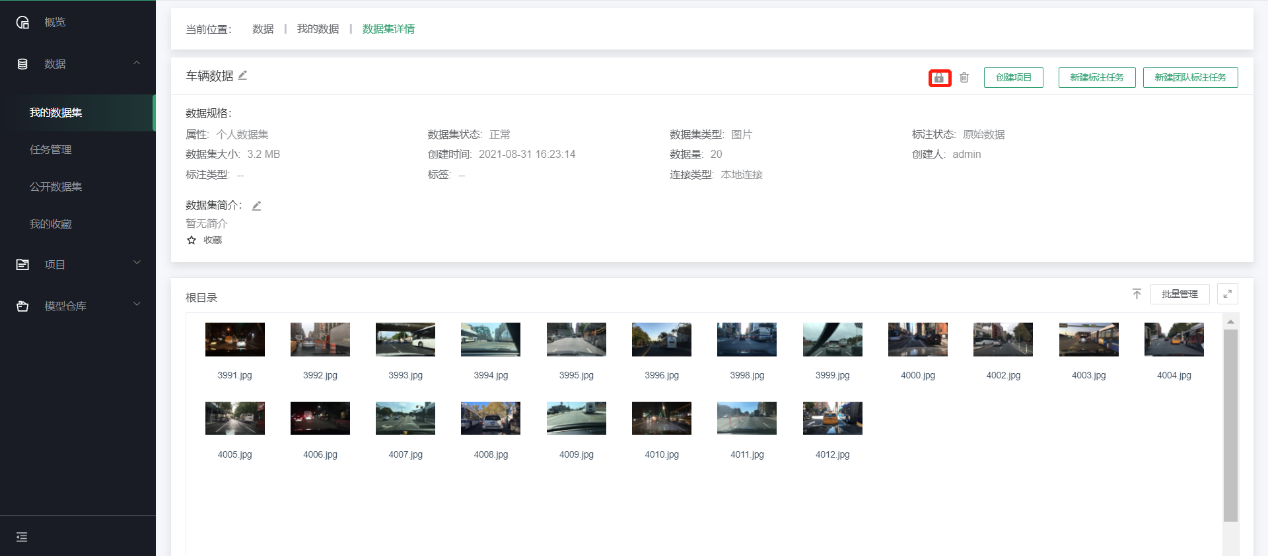 概览
数据
我的数据集
任务管理
公开数据集
我的收藏
项目
模型仓库
当前位置： 数据 | 我的数据 | 数据集详情
车辆数据
创建项目 新建标注任务 新建团队标注任务
数据规格：
属性: 个人数据集 数据集状态: 正常 数据集类型: 图片 标注状态: 原始数据
数据集大小: 3.2 MB 创建时间: 2021-08-31 16:23:14 数据量: 20 创建人: admin
标注类型: -- 标签: -- 连接类型: 本地连接
数据集简介：
暂无简介
收藏
根目录
批量管理
3991.jpg 3992.jpg 3993.jpg 3994.jpg 3995.jpg 3996.jpg 3998.jpg 3999.jpg 4000.jpg 4002.jpg 4003.jpg 4004.jpg
4005.jpg 4006.jpg 4007.jpg 4008.jpg 4009.jpg 4010.jpg 4011.jpg 4012.jpg